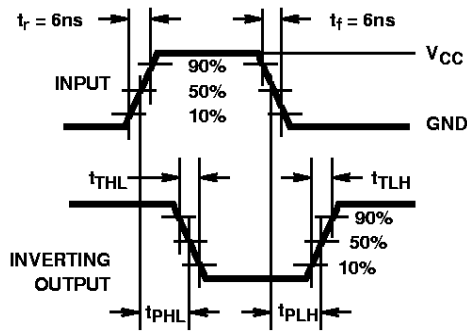 tr = 6ns
tf = 6ns
VCC
INPUT
90%
50%
10%
GND
tTHL
tTLH
90%
50%
10%
INVERTING
OUTPUT
tPHL
tPLH